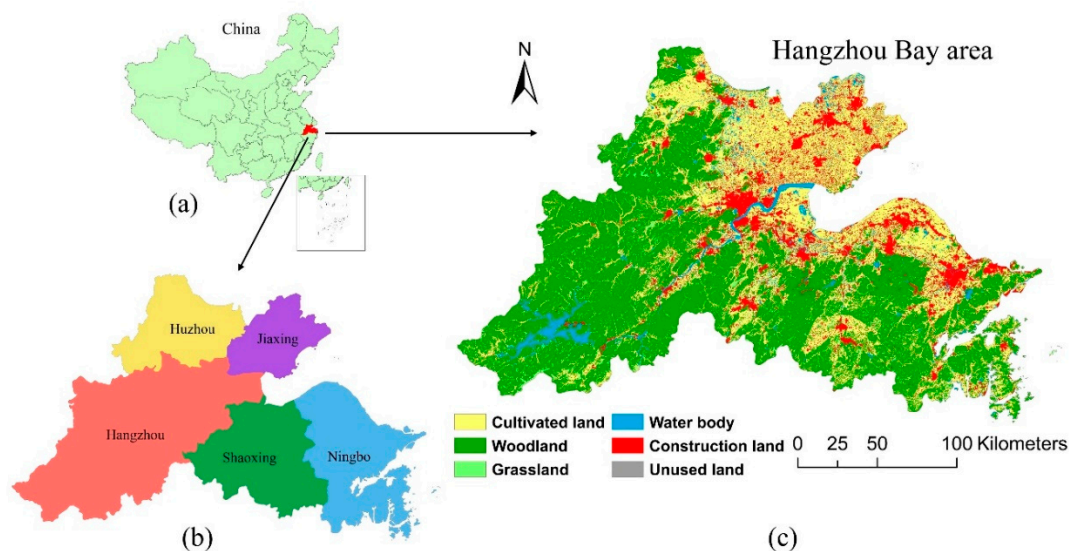 China
N
Hangzhou Bay area
(a)
Huzhou
Jiaxing
Hangzhou
Shaoxing
Ningbo
(b)
Cultivated land
Woodland
Grassland
Water body
Construction land
Unused land
0 25 50 100 Kilometers
(c)